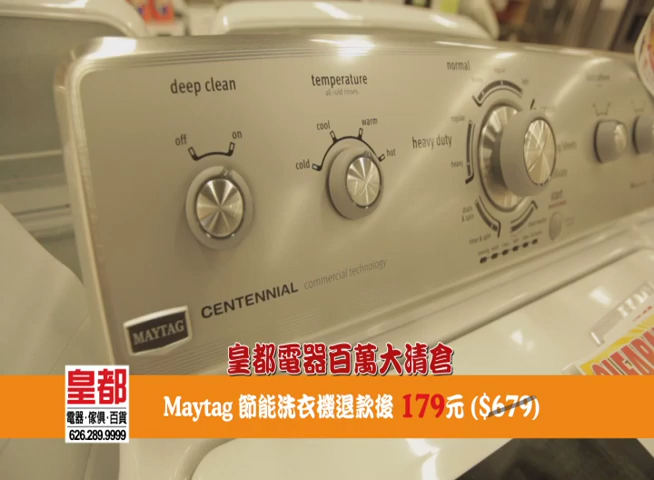 normal
deep clean
temperature
all cold rinses
off
on
cold
cool
warm
hot
heavy duty
CENTENNIAL commercial technology
MAYTAG
皇都電器百萬大清倉
皇都
電器·傢俱·百貨
626.289.9999
Maytag 節能洗衣機退款後 179元 ($679)